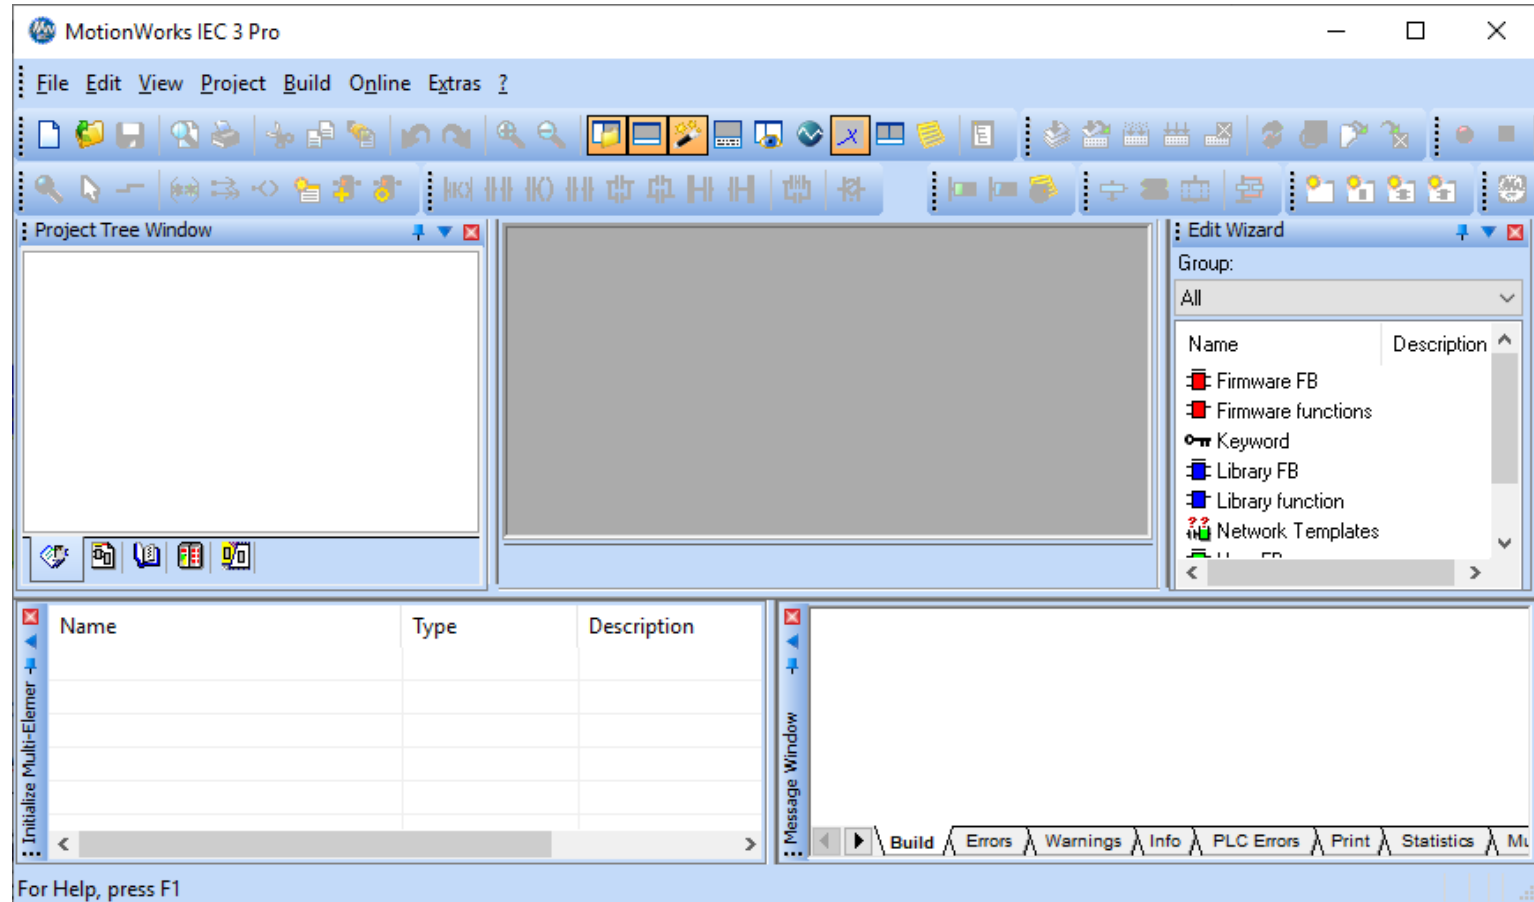 MotionWorks IEC 3 Pro
File Edit View Project Build Online Extras ?
Project Tree Window
Edit Wizard
Group:
All
Name Description
Firmware FB
Firmware functions
Keyword
Library FB
Library function
Network Templates
Initialize Multi-Elemer
Name Type Description
Message Window
Build Errors Warnings Info PLC Errors Print Statistics
For Help, press F1